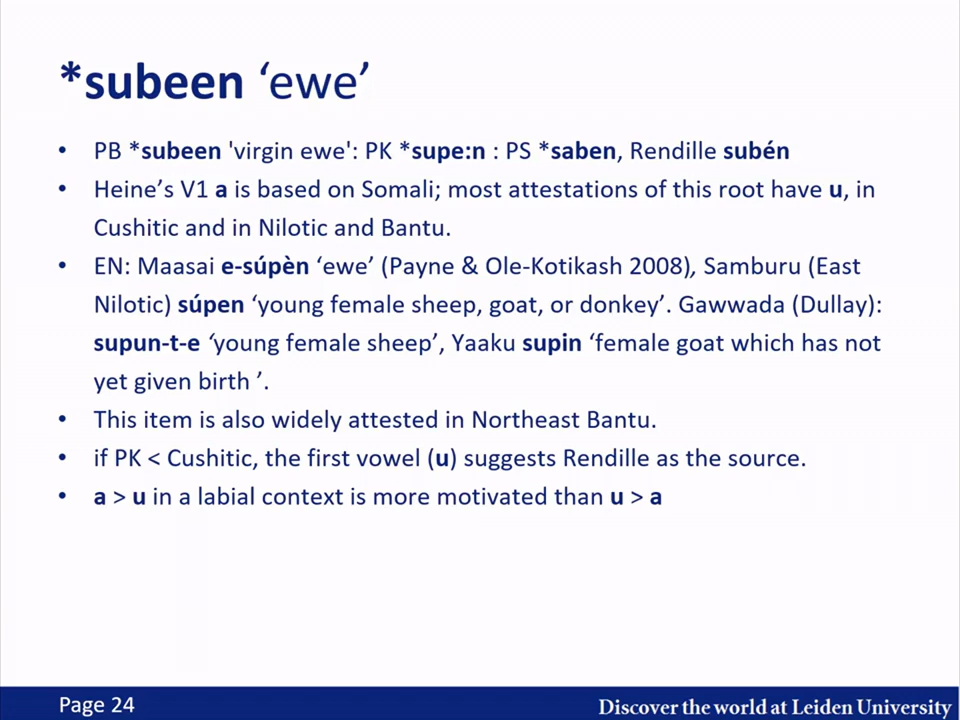 *subeen ‘ewe’
• PB *subeen 'virgin ewe': PK *supe:n : PS *saben, Rendille subén
• Heine’s V1 a is based on Somali; most attestations of this root have u, in
Cushitic and in Nilotic and Bantu.
• EN: Maasai e-súpèn ‘ewe’ (Payne & Ole-Kotikash 2008), Samburu (East
Nilotic) súpen ‘young female sheep, goat, or donkey’. Gawwada (Dullay):
supun-t-e ‘young female sheep’, Yaaku supin ‘female goat which has not
yet given birth ’.
• This item is also widely attested in Northeast Bantu.
• if PK < Cushitic, the first vowel (u) suggests Rendille as the source.
• a > u in a labial context is more motivated than u > a
Page 24
Discover the world at Leiden University